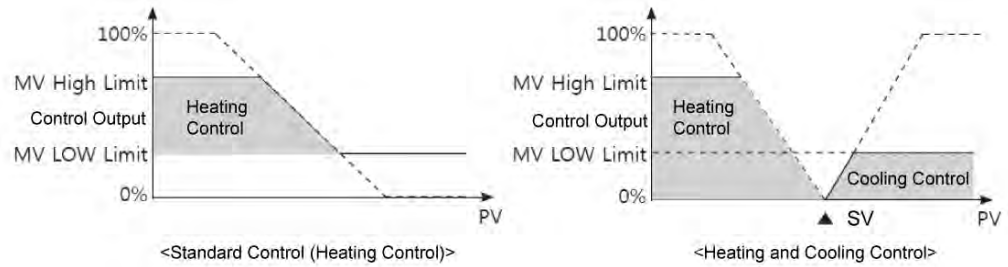 100%
MV High Limit
Control Output
MV LOW Limit
0%
Heating
Control
PV
<Standard Control (Heating Control)>
100%
MV High Limit
Control Output
MV LOW Limit
0%
Heating
Control
Cooling Control
▲ SV
PV
<Heating and Cooling Control>